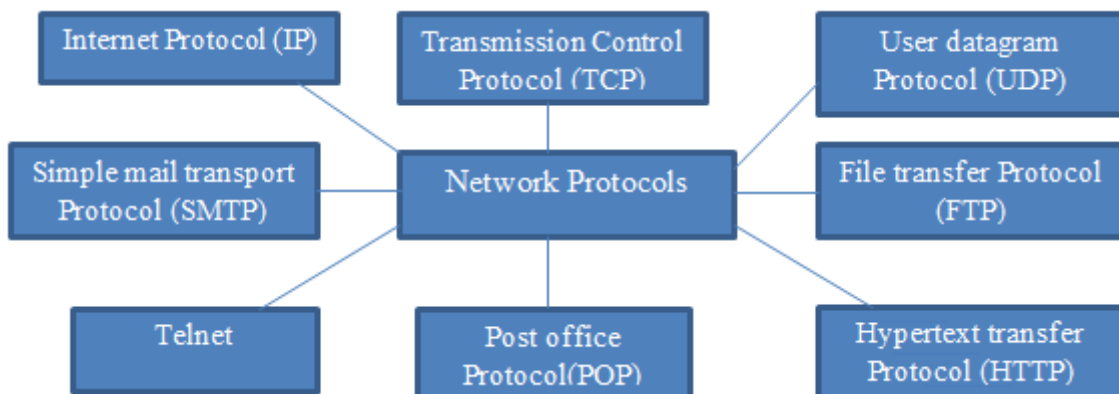 Internet Protocol (IP)
Transmission Control
Protocol (TCP)
User datagram
Protocol (UDP)
Simple mail transport
Protocol (SMTP)
Network Protocols
File transfer Protocol
(FTP)
Telnet
Post office
Protocol(POP)
Hypertext transfer
Protocol (HTTP)